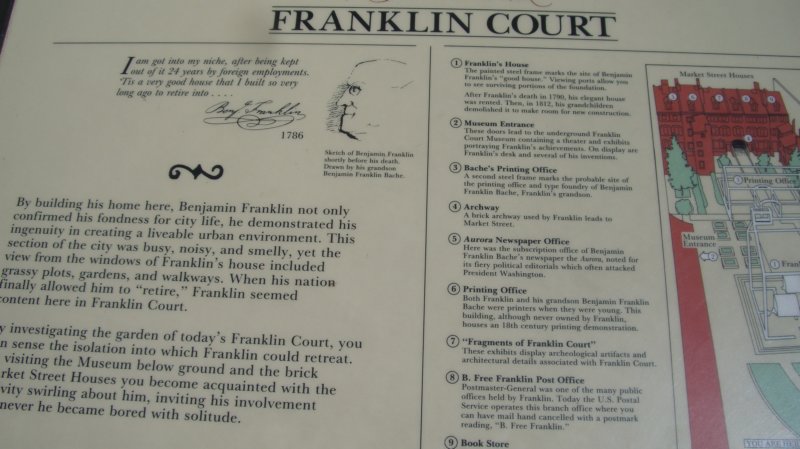 FRANKLIN COURT
I am got into my niche, after being kept
out of it 24 years by foreign employments.
'Tis a very good house that I built so very
long ago to retire into . . . .
Benj Franklin
1786
Sketch of Benjamin Franklin
shortly before his death.
Drawn by his grandson
Benjamin Franklin Bache.
By building his home here, Benjamin Franklin not only
confirmed his fondness for city life, he demonstrated his
ingenuity in creating a liveable urban environment. This
section of the city was busy, noisy, and smelly, yet the
view from the windows of Franklin's house included
grassy plots, gardens, and walkways. When his nation
finally allowed him to "retire," Franklin seemed
content here in Franklin Court.
y investigating the garden of today's Franklin Court, you
n sense the isolation into which Franklin could retreat.
visiting the Museum below ground and the brick
rket Street Houses you become acquainted with the
vity swirling about him, inviting his involvement
never he became bored with solitude.
1 Franklin's House
The painted steel frame marks the site of Benjamin
Franklin's "good house." Viewing ports allow you
to see surviving portions of the foundation.
After Franklin's death in 1790, his elegant house
was rented. Then, in 1812, his grandchildren
demolished it to make room for new construction.
2 Museum Entrance
These doors lead to the underground Franklin
Court Museum containing a theater and exhibits
portraying Franklin's achievements. On display are
Franklin's desk and several of his inventions.
3 Bache's Printing Office
A second steel frame marks the probable site of
the printing office and type foundry of Benjamin
Franklin Bache, Franklin's grandson.
4 Archway
A brick archway used by Franklin leads to
Market Street.
5 Aurora Newspaper Office
Here was the subscription office of Benjamin
Franklin Bache's newspaper the Aurora, noted for
its fiery political editorials which often attacked
President Washington.
6 Printing Office
Both Franklin and his grandson Benjamin Franklin
Bache were printers when they were young. This
building, although never owned by Franklin,
houses an 18th century printing demonstration.
7 "Fragments of Franklin Court"
These exhibits display archeological artifacts and
architectural details associated with Franklin Court.
8 B. Free Franklin Post Office
Postmaster-General was one of the many public
offices held by Franklin. Today the U.S. Postal
Service operates this branch office where you
can have mail hand cancelled with a postmark
reading, "B. Free Franklin."
9 Book Store
Market Street Houses
5 6 7 8 9
3 Printing Office
Museum
Entrance
2
1 Frank
YOU ARE HER